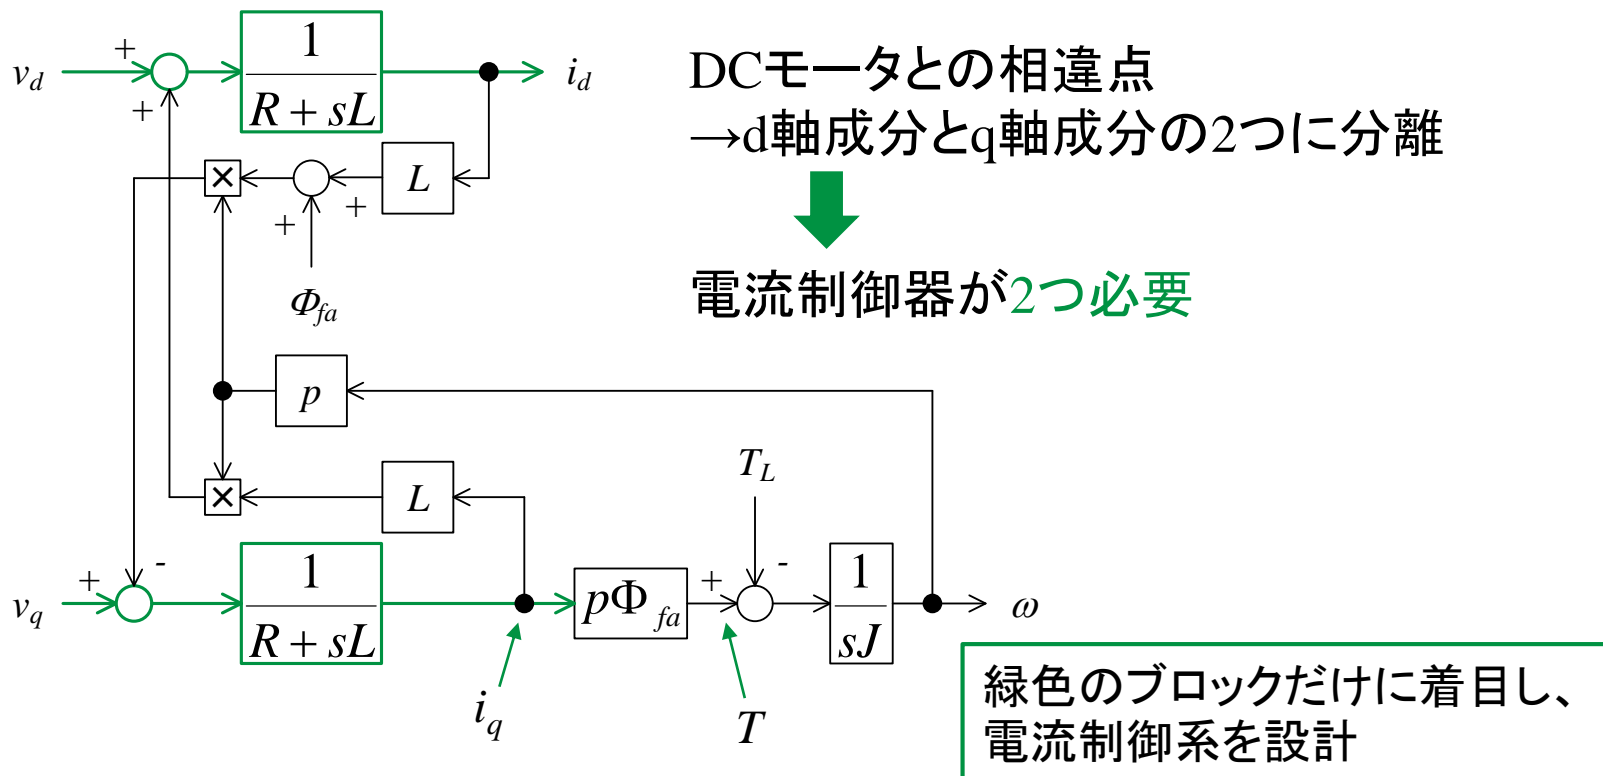 DCモータとの相違点
→d軸成分とq軸成分の2つに分離
電流制御器が2つ必要
v_d
+
+
1
R + sL
i_d
×
+
+
L
Φ_fa
p
×
L
T_L
v_q
+
-
1
R + sL
pΦ_fa
+
-
1
sJ
ω
i_q
T
緑色のブロックだけに着目し、
電流制御系を設計